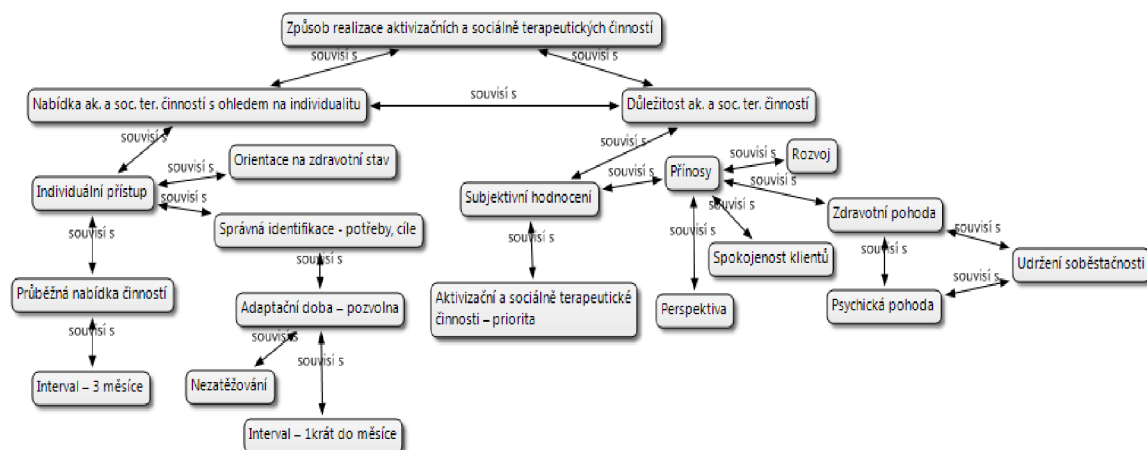 Způsob realizace aktivizačních a sociálně terapeutických činností
souvisí s
souvisí s
Nabídka ak. a soc. ter. činností s ohledem na individualitu
souvisí s
Důležitost ak. a soc. ter. činností
souvisí s
souvisí s
Orientace na zdravotní stav
souvisí s
Individuální přístup
souvisí s
Subjektivní hodnocení
souvisí s
Přínosy
souvisí s
Rozvoj
souvisí s
Zdravotní pohoda
souvisí s
Správná identifikace - potřeby, cíle
souvisí s
souvisí s
souvisí s
souvisí s
souvisí s
souvisí s
Spokojenost klientů
Udržení soběstačnosti
Průběžná nabídka činností
Adaptační doba – pozvolna
Aktivizační a sociálně terapeutické
činnosti – priorita
Perspektiva
souvisí s
Psychická pohoda
souvisí s
souvisí s
souvisí s
Interval – 3 měsíce
Nezatěžování
Interval – 1krát do měsíce